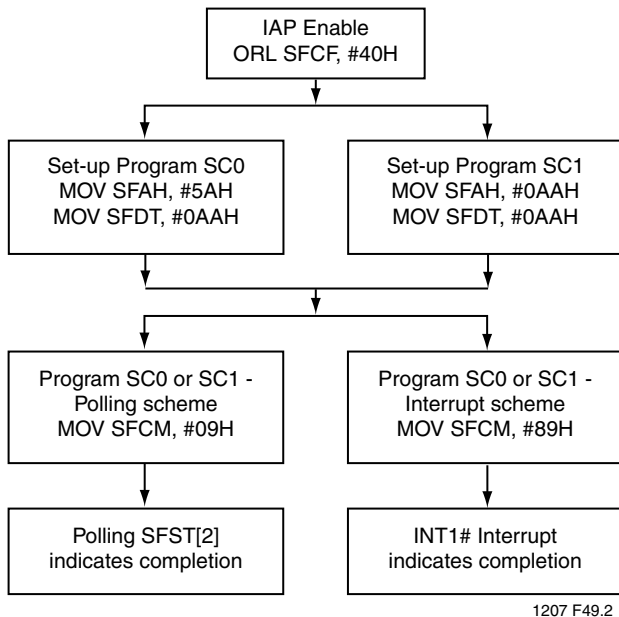 IAP Enable
ORL SFCF, #40H
Set-up Program SC0
MOV SFAH, #5AH
MOV SFDT, #0AAH
Set-up Program SC1
MOV SFAH, #0AAH
MOV SFDT, #0AAH
Program SC0 or SC1 -
Polling scheme
MOV SFCM, #09H
Program SC0 or SC1 -
Interrupt scheme
MOV SFCM, #89H
Polling SFST[2]
indicates completion
INT1# Interrupt
indicates completion
1207 F49.2